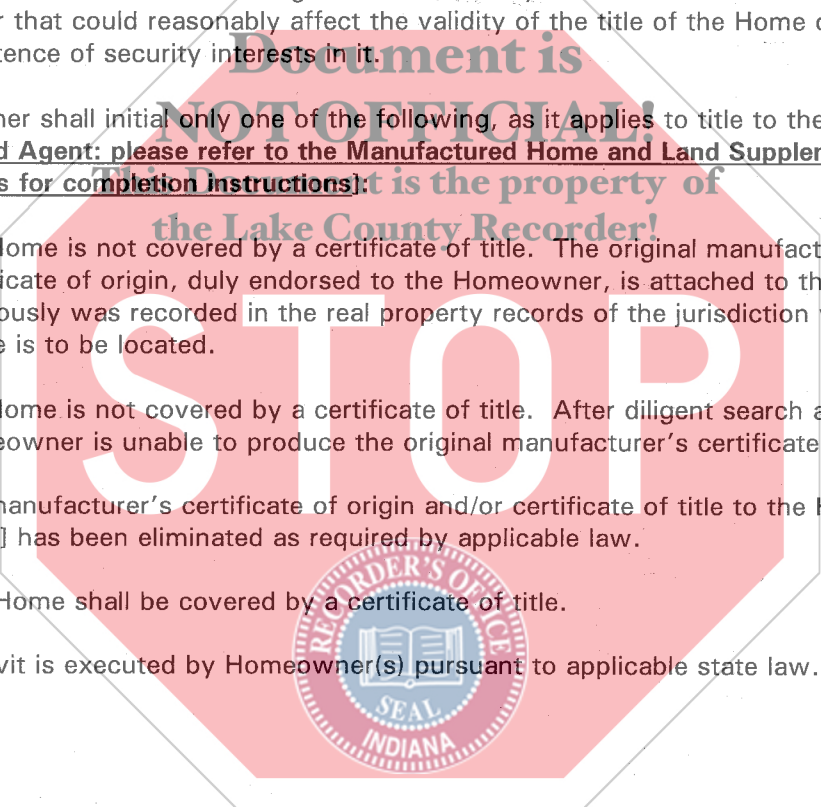 r that could reasonably affect the validity of the title of the Home o
tence of security interests in it.
Document is
ner shall initial only one of the following, as it applies to title to the
NOT OFFICIAL!
d Agent: please refer to the Manufactured Home and Land Supplem
s for completion instructions]:
This Document is the property of
the Lake County Recorder!
Home is not covered by a certificate of title. The original manufact
icate of origin, duly endorsed to the Homeowner, is attached to th
ously was recorded in the real property records of the jurisdiction
e is to be located.
STOP
Home is not covered by a certificate of title. After diligent search a
eowner is unable to produce the original manufacturer's certificate
manufacturer's certificate of origin and/or certificate of title to the H
] has been eliminated as required by applicable law.
Home shall be covered by a certificate of title.
vit is executed by Homeowner(s) pursuant to applicable state law.
RECORDER'S OFFICE
SEAL
INDIANA